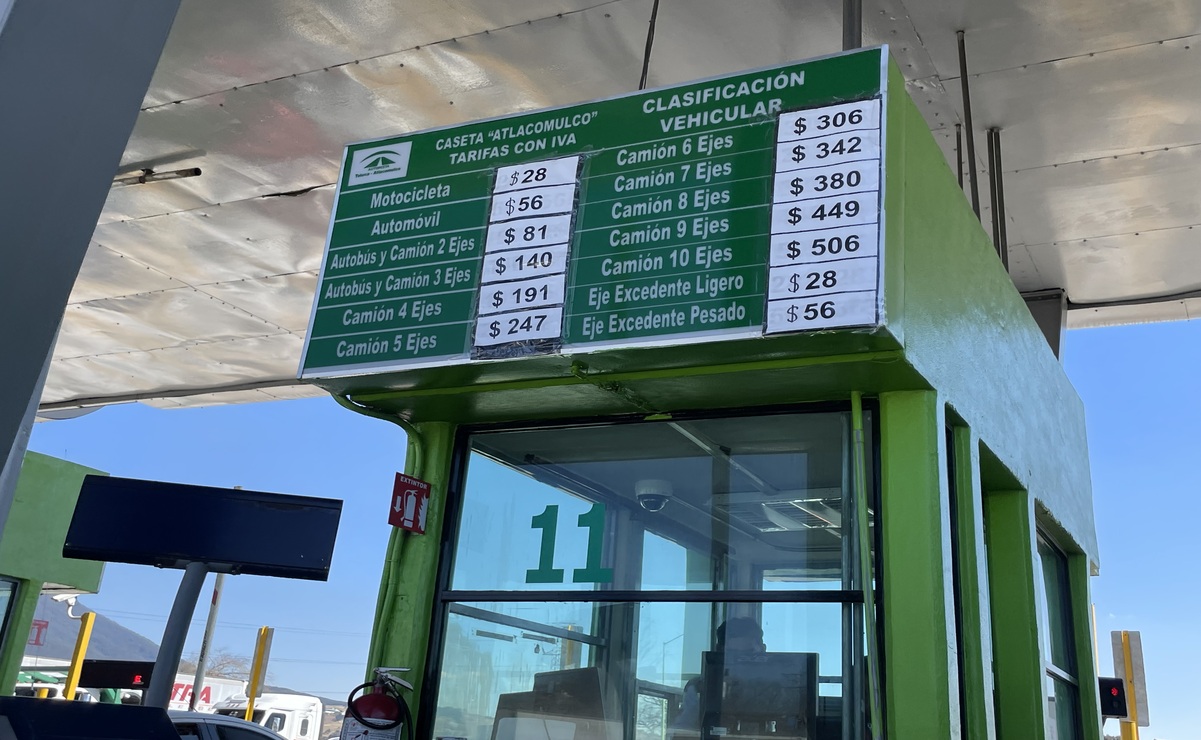 CASETA "ATLACOMULCO"
TARIFAS CON IVA
Motocicleta $28
Automóvil $56
Autobús y Camión 2 Ejes $81
Autobús y Camión 3 Ejes $140
Camión 4 Ejes $191
Camión 5 Ejes $247
CLASIFICACIÓN
VEHICULAR
Camión 6 Ejes $306
Camión 7 Ejes $342
Camión 8 Ejes $380
Camión 9 Ejes $449
Camión 10 Ejes $506
Eje Excedente Ligero $28
Eje Excedente Pesado $56
EXTINTOR
11